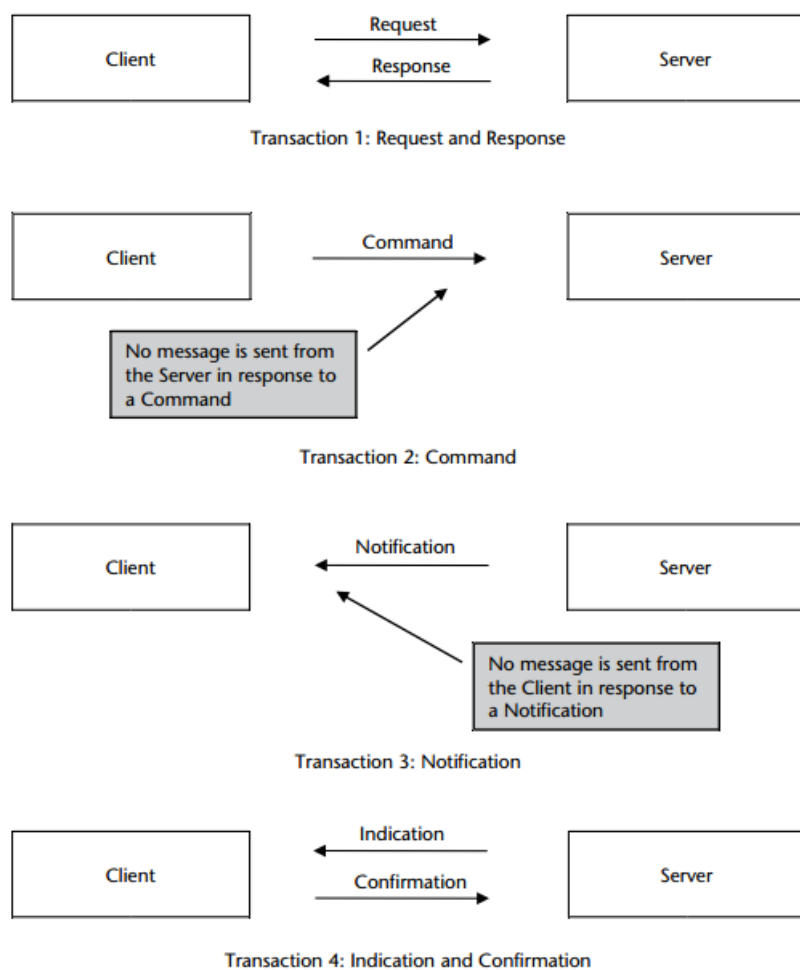 Request
Client
Server
Response
Transaction 1: Request and Response
Command
Client
Server
No message is sent from
the Server in response to
a Command
Transaction 2: Command
Notification
Client
Server
No message is sent from
the Client in response to
a Notification
Transaction 3: Notification
Indication
Client
Server
Confirmation
Transaction 4: Indication and Confirmation